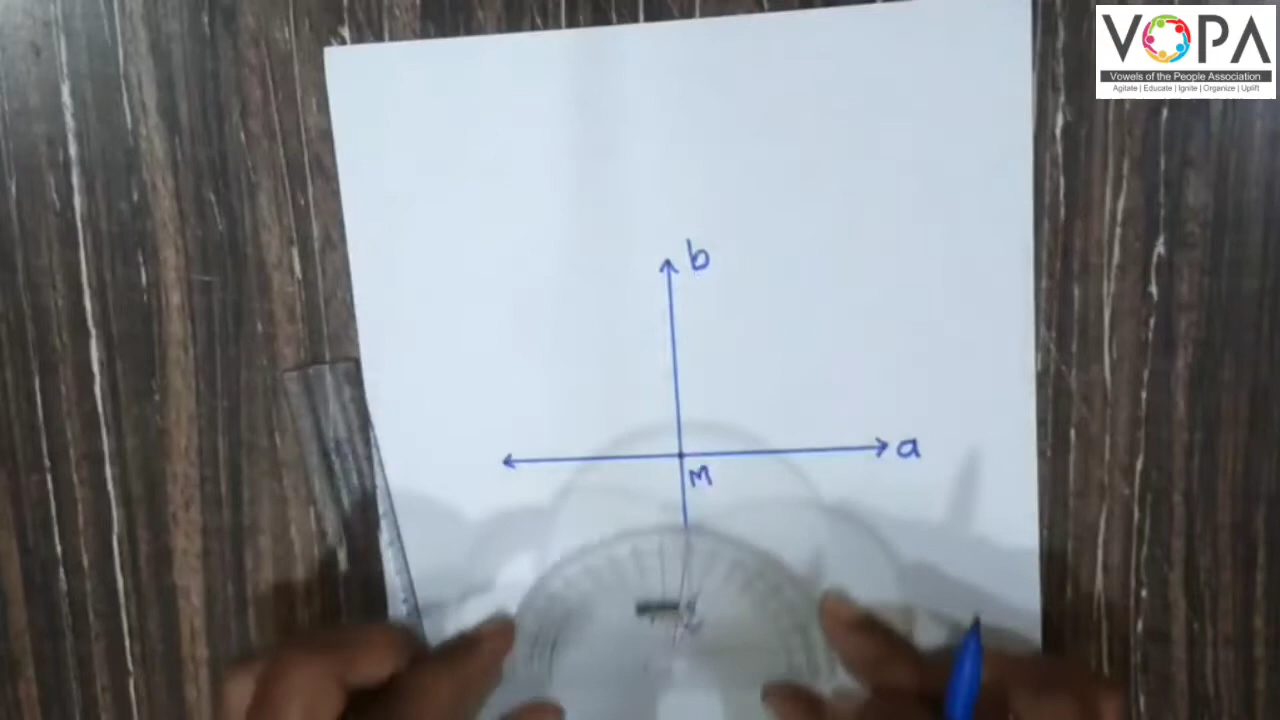 VOPA
Vowels of the People Association
Agitate | Educate | Ignite | Organize | Uplift
b
a
M